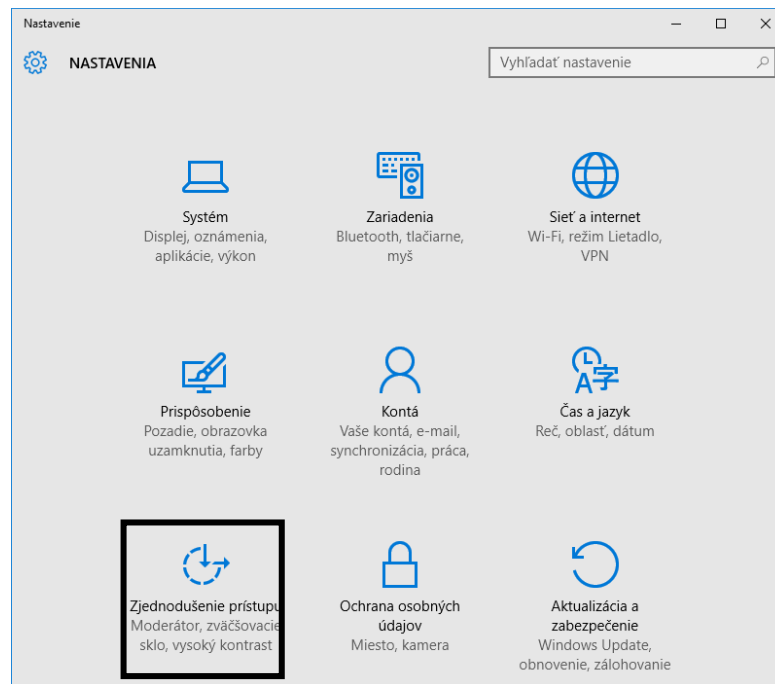 Nastavenie
NASTAVENIA
Vyhľadať nastavenie
Systém
Displej, oznámenia,
aplikácie, výkon
Zariadenia
Bluetooth, tlačiarne,
myš
Sieť a internet
Wi-Fi, režim Lietadlo,
VPN
Prispôsobenie
Pozadie, obrazovka
uzamknutia, farby
Kontá
Vaše kontá, e-mail,
synchronizácia, práca,
rodina
Čas a jazyk
Reč, oblasť, dátum
Zjednodušenie prístupu
Moderátor, zväčšovacie
sklo, vysoký kontrast
Ochrana osobných
údajov
Miesto, kamera
Aktualizácia a
zabezpečenie
Windows Update,
obnovenie, zálohovanie